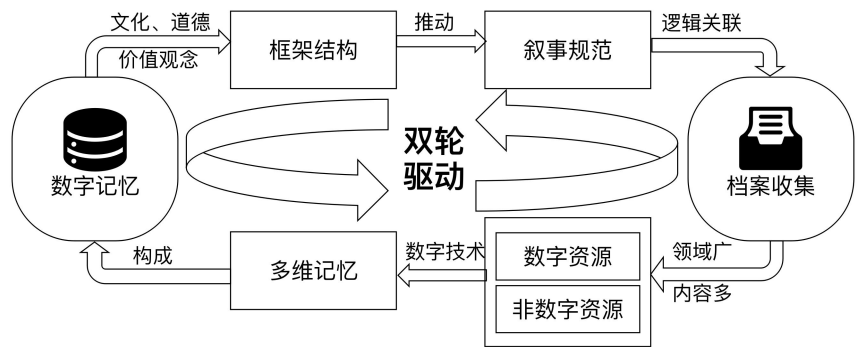 文化、道德
价值观念
框架结构
推动
叙事规范
逻辑关联
数字记忆
双轮
驱动
档案收集
构成
多维记忆
数字技术
数字资源
非数字资源
领域广
内容多